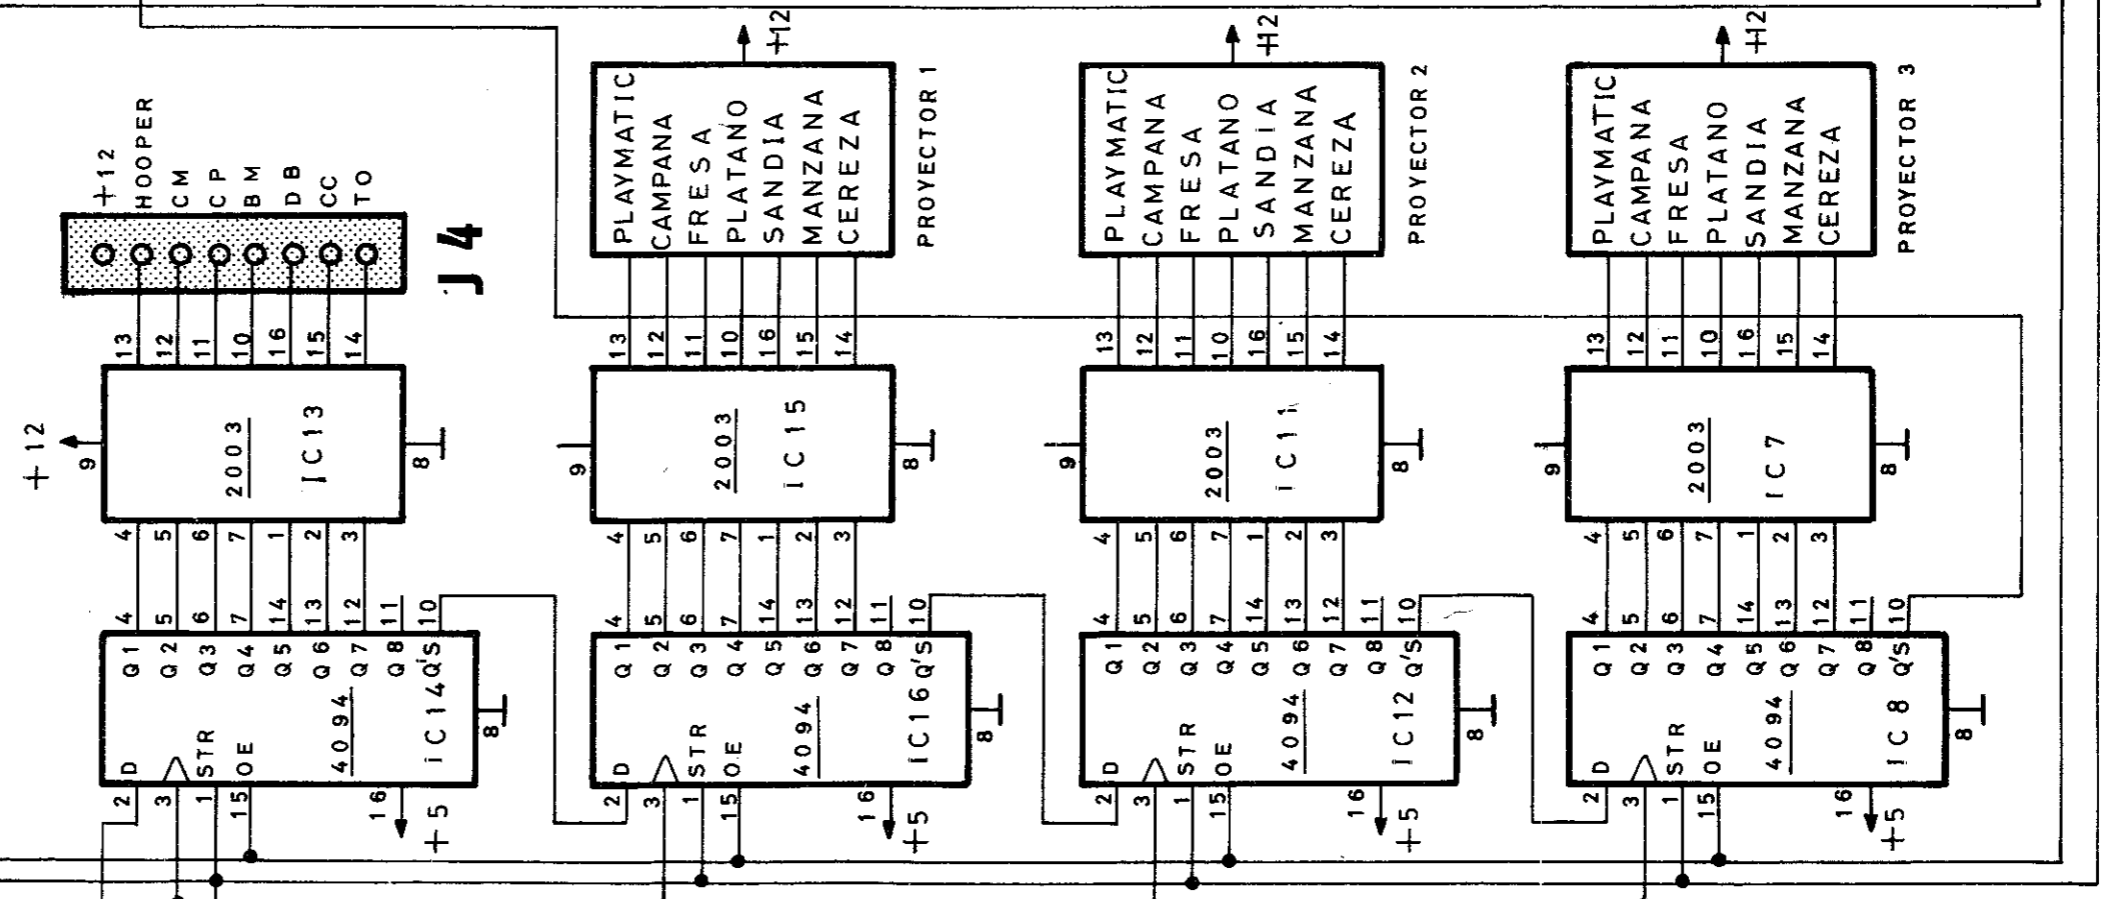 +12
HOOPER
CM
CP
BM
DB
CC
TO
J4
13 12 11 10 16 15 14
+12
9
2003
IC13
8
4 5 6 7 1 2 3
4 5 6 7 14 13 12 11 10
Q1 Q2 Q3 Q4 Q5 Q6 Q7 Q8 Q'S
D STR OE
4094
IC14
8
2 3 1 15 16
+5
+12
PLAYMATIC
CAMPANA
FRESA
PLATANO
SANDIA
MANZANA
CEREZA
PROYECTOR 1
13 12 11 10 16 15 14
9
2003
IC15
8
4 5 6 7 1 2 3
4 5 6 7 14 13 12 11 10
Q1 Q2 Q3 Q4 Q5 Q6 Q7 Q8 Q'S
D STR O.E
4094
IC16
8
2 3 1 15 16
+5
+12
PLAYMATIC
CAMPANA
FRESA
PLATANO
SANDIA
MANZANA
CEREZA
PROYECTOR 2
13 12 11 10 16 15 14
9
2003
IC11
8
4 5 6 7 1 2 3
4 5 6 7 14 13 12 11 10
Q1 Q2 Q3 Q4 Q5 Q6 Q7 Q8 Q'S
D STR OE
4094
IC12
8
2 3 1 15 16
+5
+12
PLAYMATIC
CAMPANA
FRESA
PLATANO
SANDIA
MANZANA
CEREZA
PROYECTOR 3
13 12 11 10 16 15 14
9
2003
IC7
8
4 5 6 7 1 2 3
4 5 6 7 14 13 12 11 10
Q1 Q2 Q3 Q4 Q5 Q6 Q7 Q8 Q'S
D STR OE
4094
IC8
8
2 3 1 15 16
+5